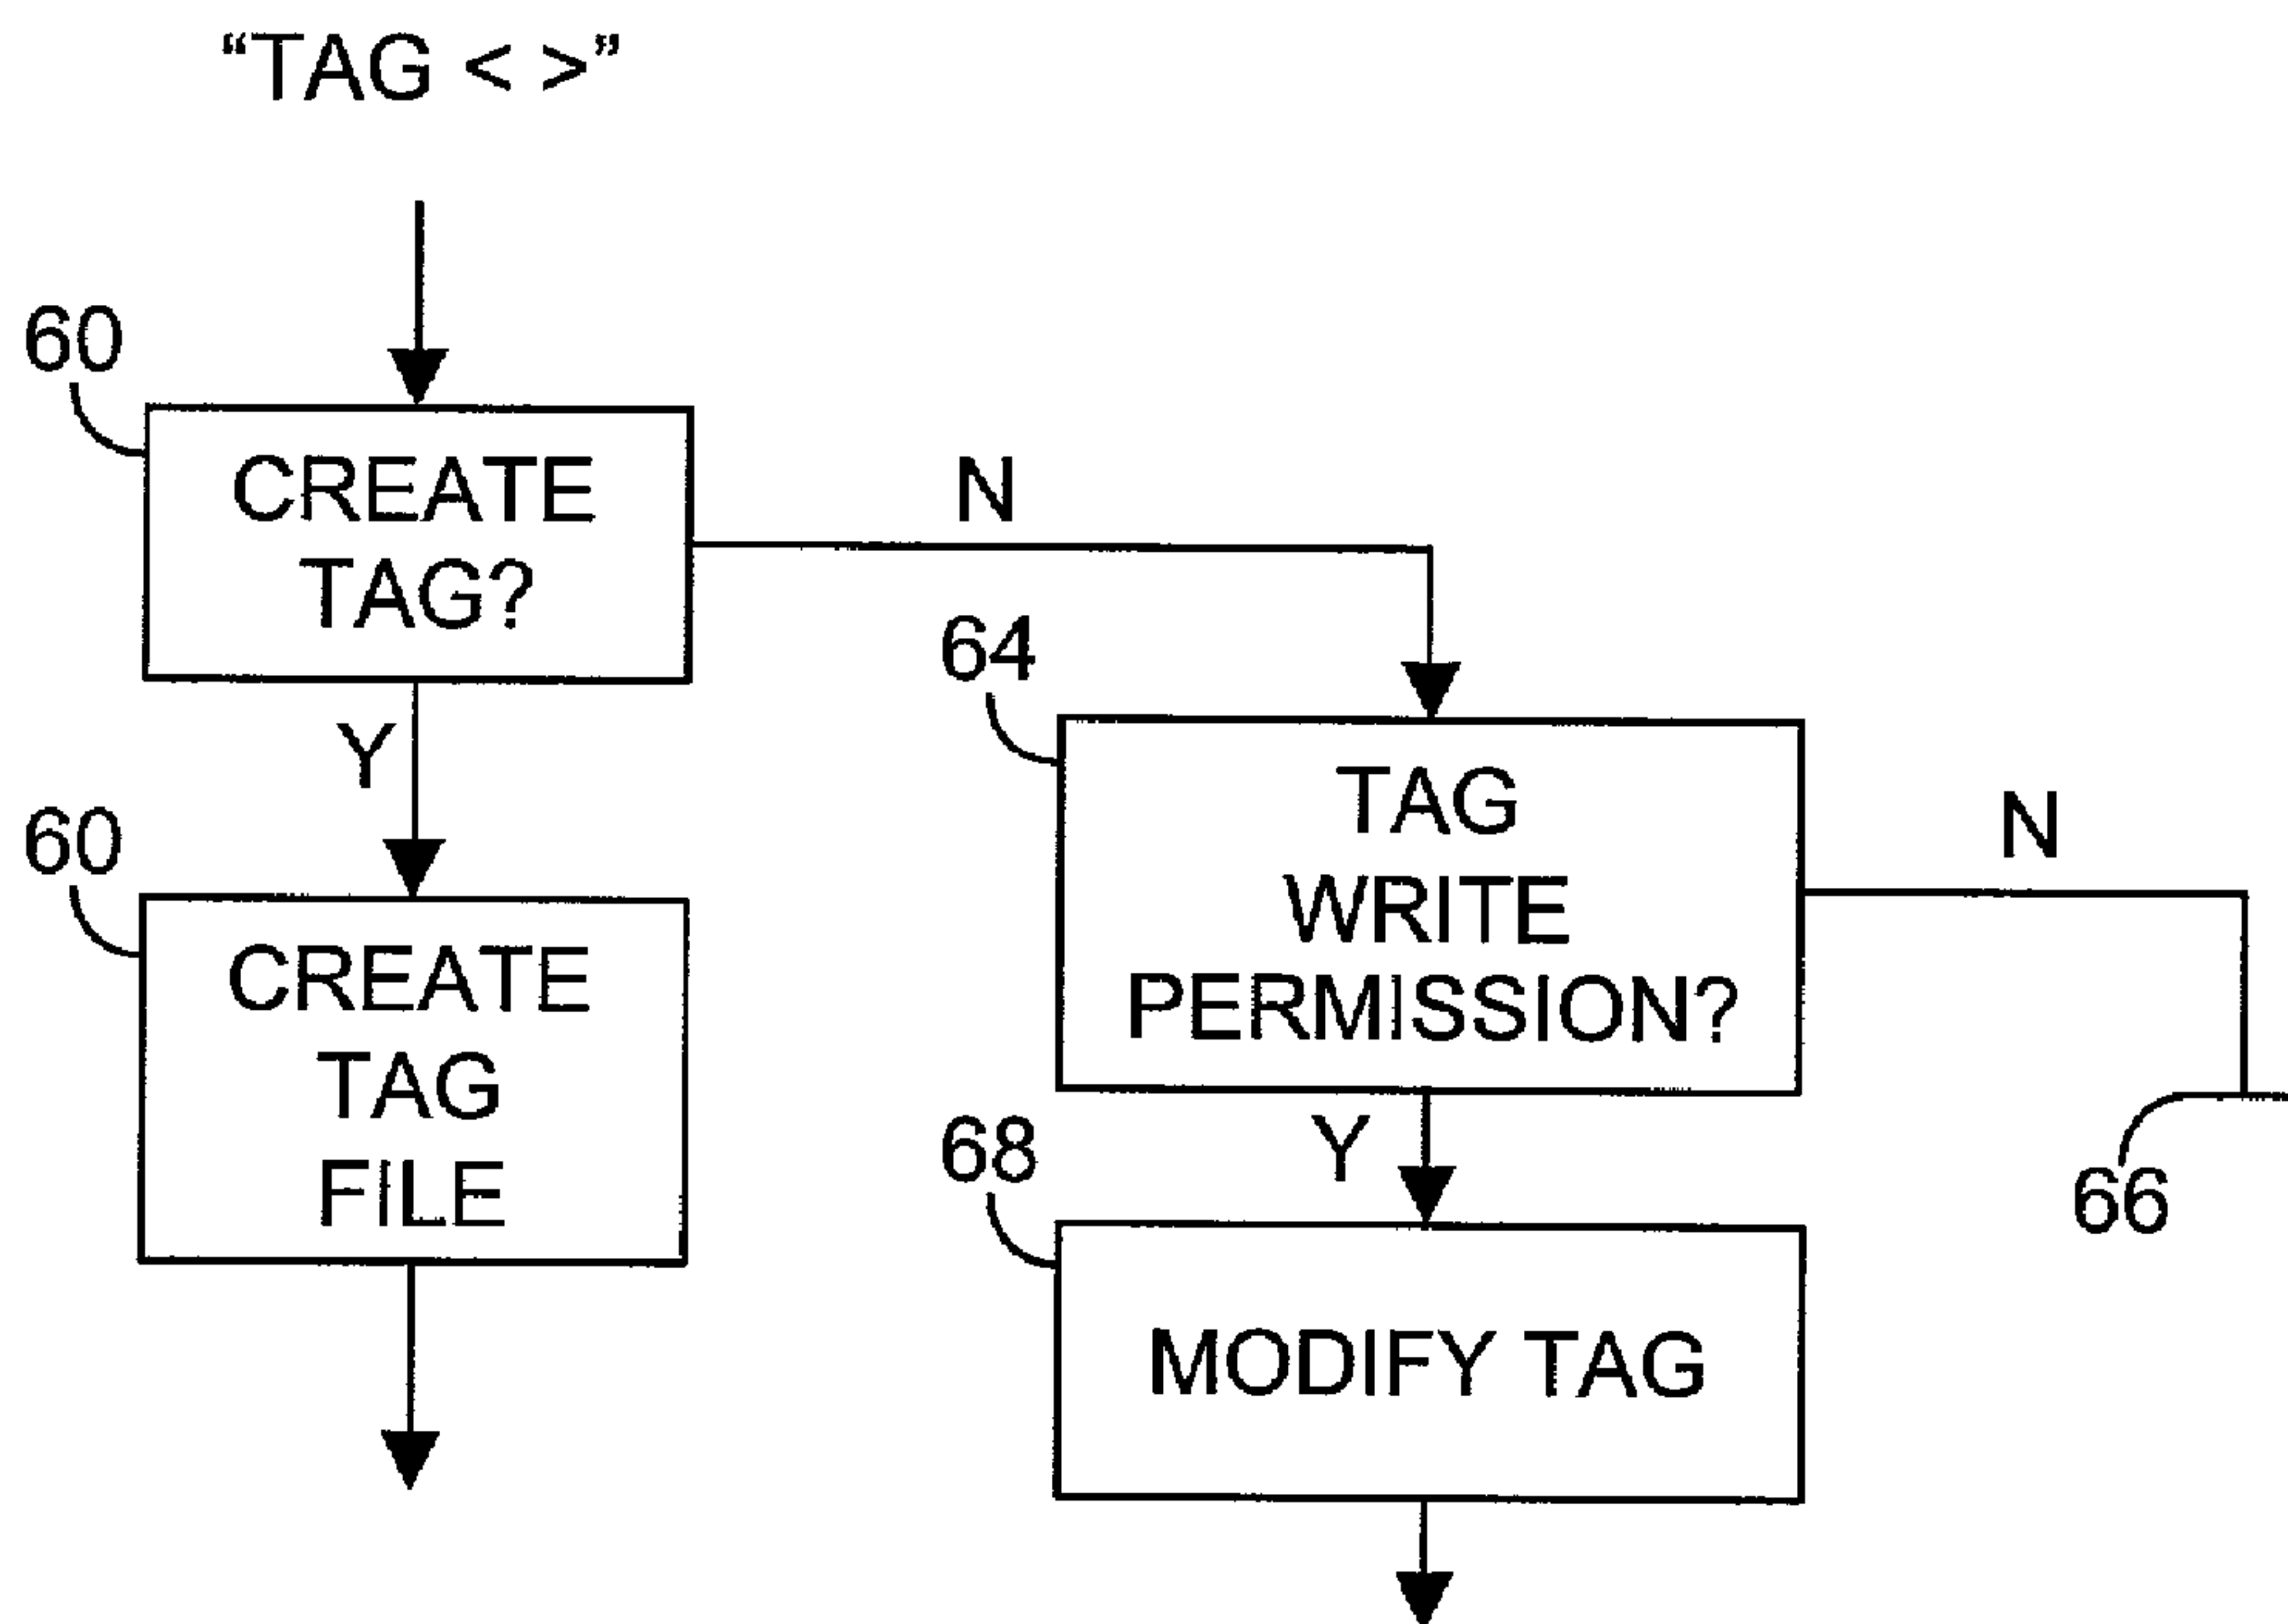 “TAG < >”
60
CREATE
TAG?
N
Y
64
TAG
WRITE
PERMISSION?
N
60
CREATE
TAG
FILE
Y
68
66
MODIFY TAG